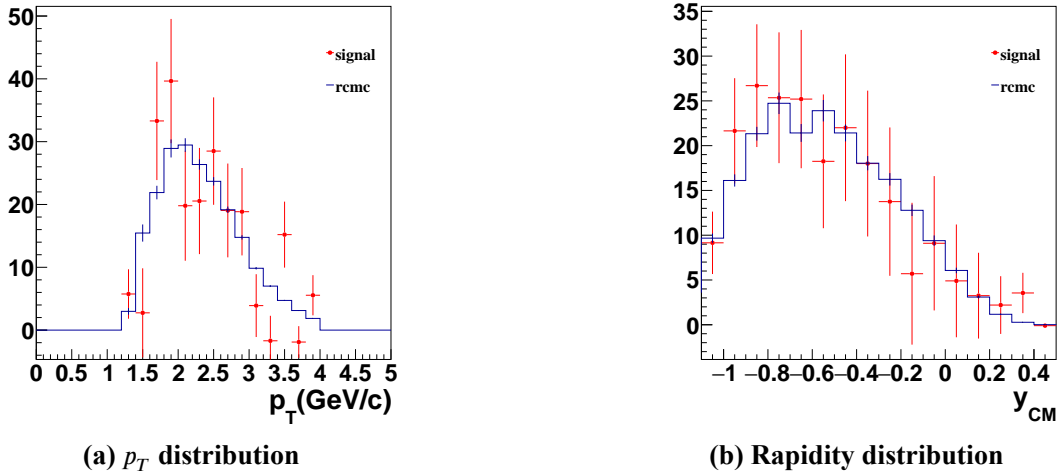 50
40
30
20
10
0
signal
rcmc
0 0.5 1 1.5 2 2.5 3 3.5 4 4.5 5
p_T(GeV/c)
(a) p_T distribution
35
30
25
20
15
10
5
0
signal
rcmc
−1 −0.8 −0.6 −0.4 −0.2 0 0.2 0.4
y_CM
(b) Rapidity distribution